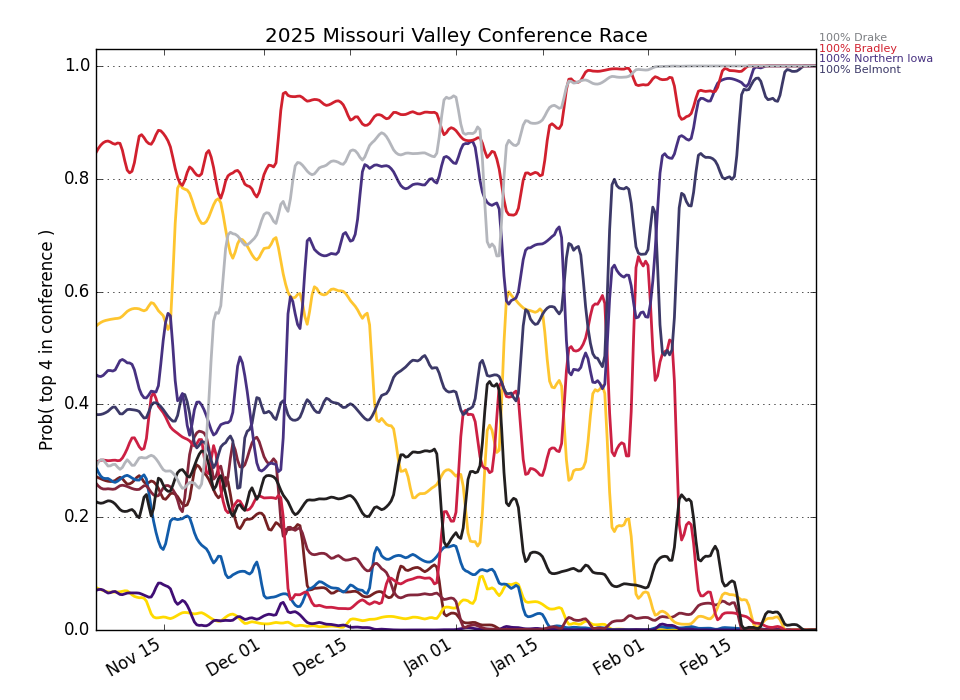 2025 Missouri Valley Conference Race
100% Drake
100% Bradley
100% Northern Iowa
100% Belmont
Prob( top 4 in conference )
1.0
0.8
0.6
0.4
0.2
0.0
Nov 15
Dec 01
Dec 15
Jan 01
Jan 15
Feb 01
Feb 15